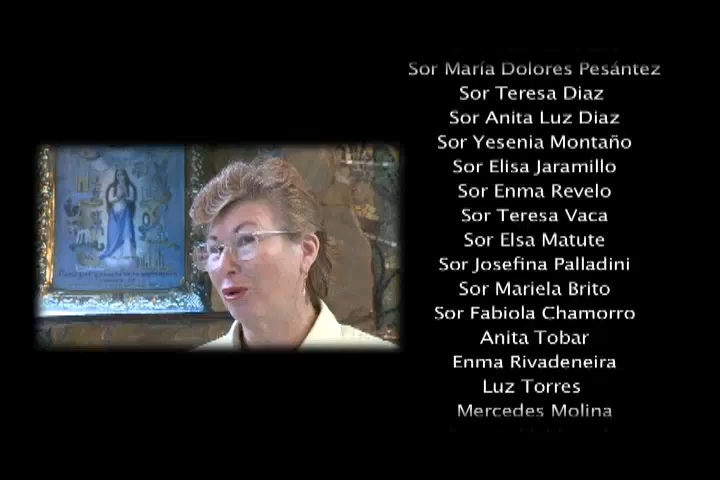 Sor María Dolores Pesántez
Sor Teresa Diaz
Sor Anita Luz Diaz
Sor Yesenia Montaño
Sor Elisa Jaramillo
Sor Enma Revelo
Sor Teresa Vaca
Sor Elsa Matute
Sor Josefina Palladini
Sor Mariela Brito
Sor Fabiola Chamorro
Anita Tobar
Enma Rivadeneira
Luz Torres
Mercedes Molina